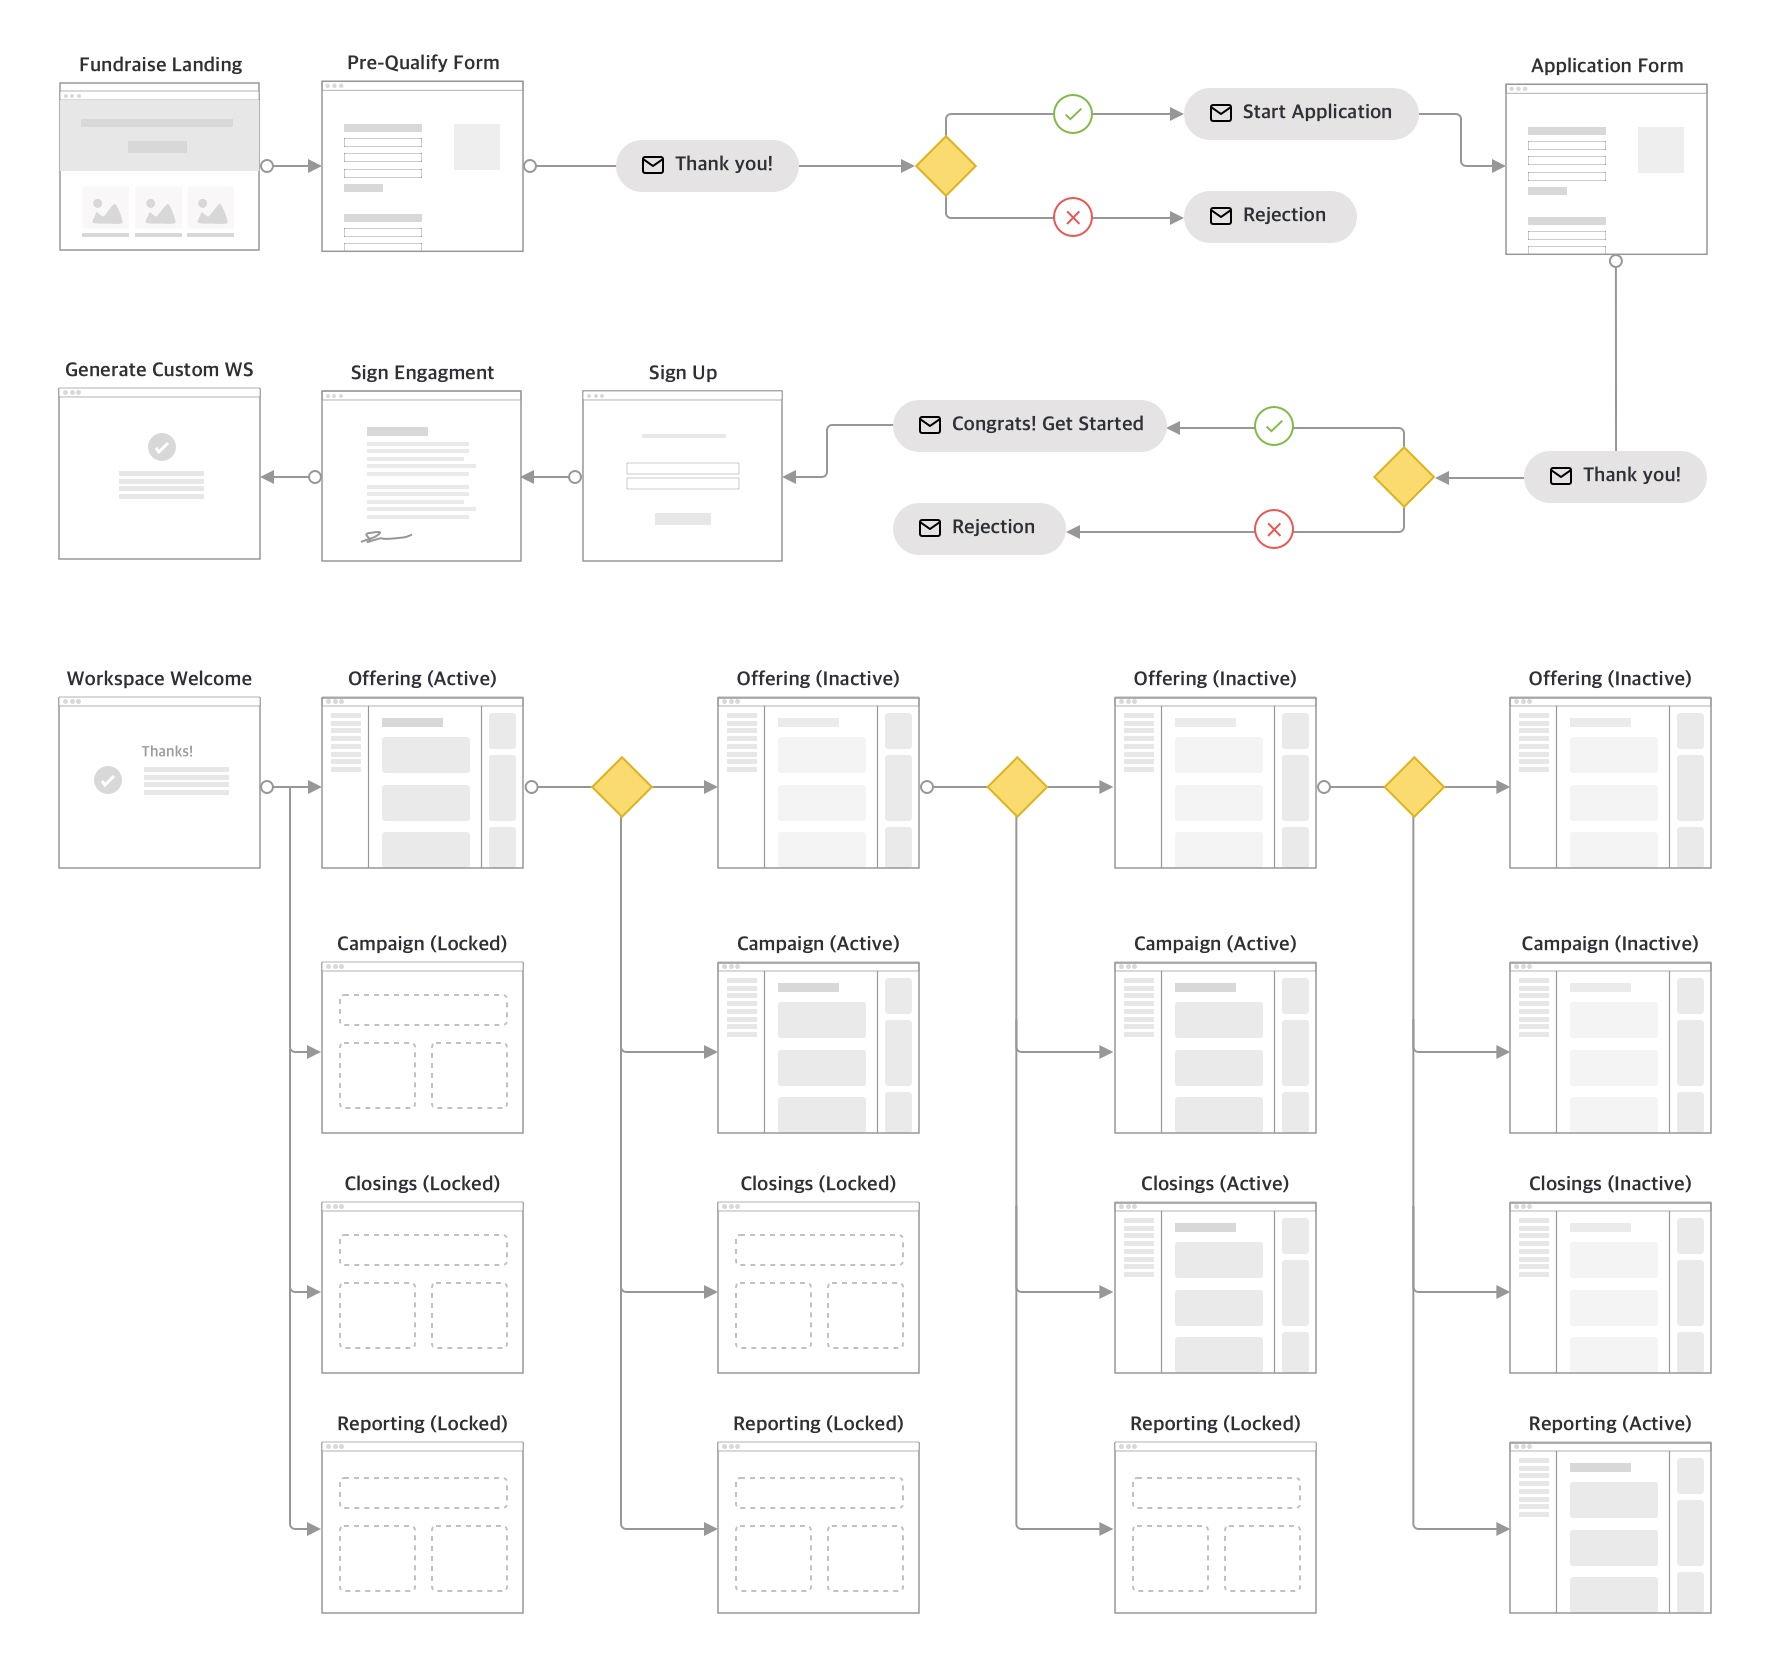 Fundraise Landing
Pre-Qualify Form
Application Form
Start Application
Thank you!
Rejection
Generate Custom WS
Sign Engagment
Sign Up
Congrats! Get Started
Thank you!
Rejection
Workspace Welcome
Offering (Active)
Offering (Inactive)
Offering (Inactive)
Offering (Inactive)
Thanks!
Campaign (Locked)
Campaign (Active)
Campaign (Active)
Campaign (Inactive)
Closings (Locked)
Closings (Locked)
Closings (Active)
Closings (Inactive)
Reporting (Locked)
Reporting (Locked)
Reporting (Locked)
Reporting (Active)